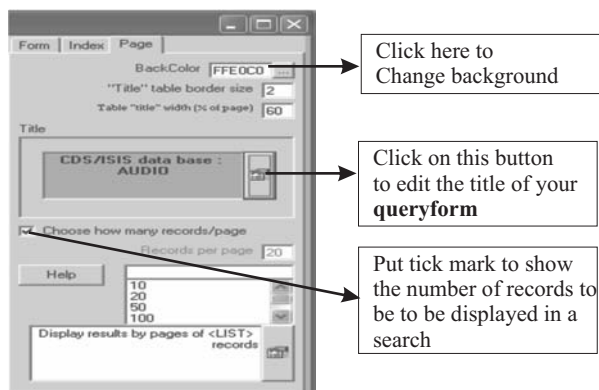 Form Index Page
BackColor FFE0C0 ...
"Title" table border size 2
Table "title" width (% of page) 60
Title
CDS/ISIS data base :
AUDIO
Choose how many records/page
Records per page 20
Help
10
20
50
100
Display results by pages of <LIST>
records
Click here to
Change background
Click on this button
to edit the title of your
queryform
Put tick mark to show
the number of records to
be to be displayed in a
search